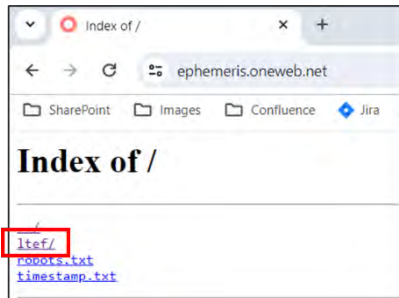 Index of /
ephemeris.oneweb.net
SharePoint Images Confluence Jira
Index of /
../
ltef/
robots.txt
timestamp.txt